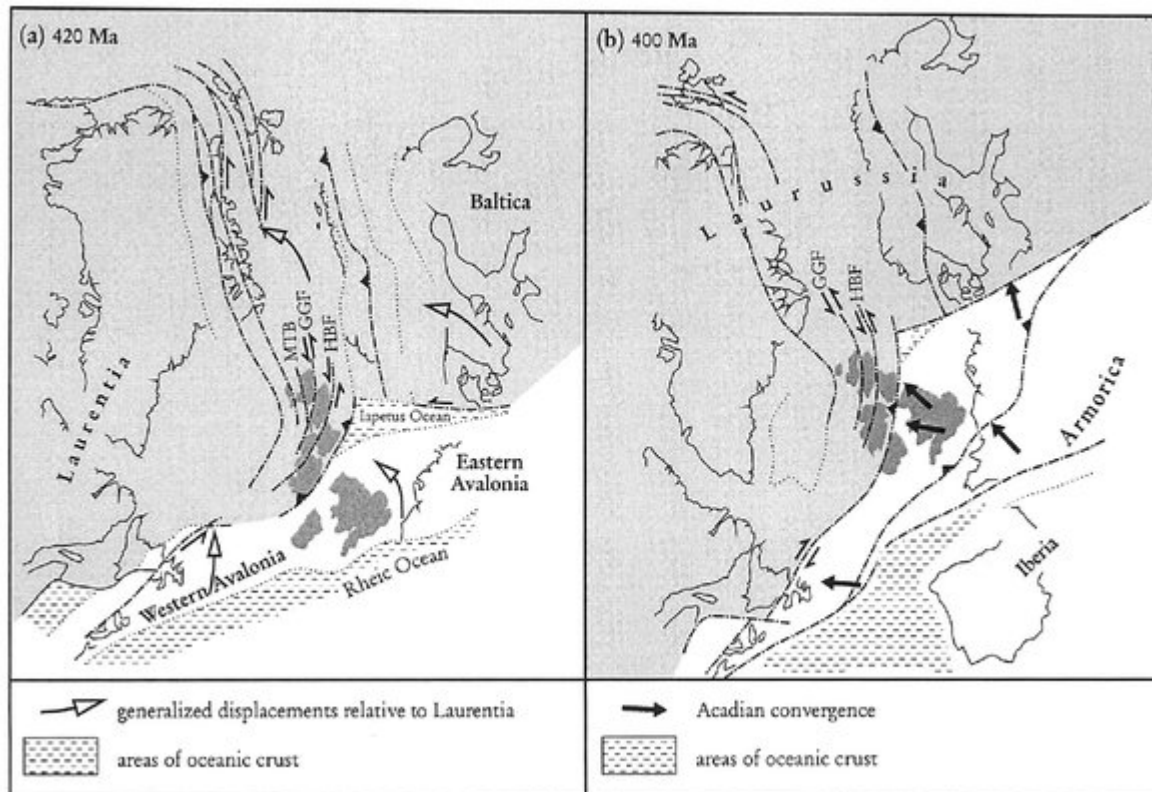 (a) 420 Ma
Baltica
Laurentia
MTB
GGF
HBF
Iapetus Ocean
Eastern
Avalonia
Western Avalonia
Rheic Ocean
generalized displacements relative to Laurentia
areas of oceanic crust
(b) 400 Ma
Laurussia
GGF
HBF
Armorica
Iberia
Acadian convergence
areas of oceanic crust